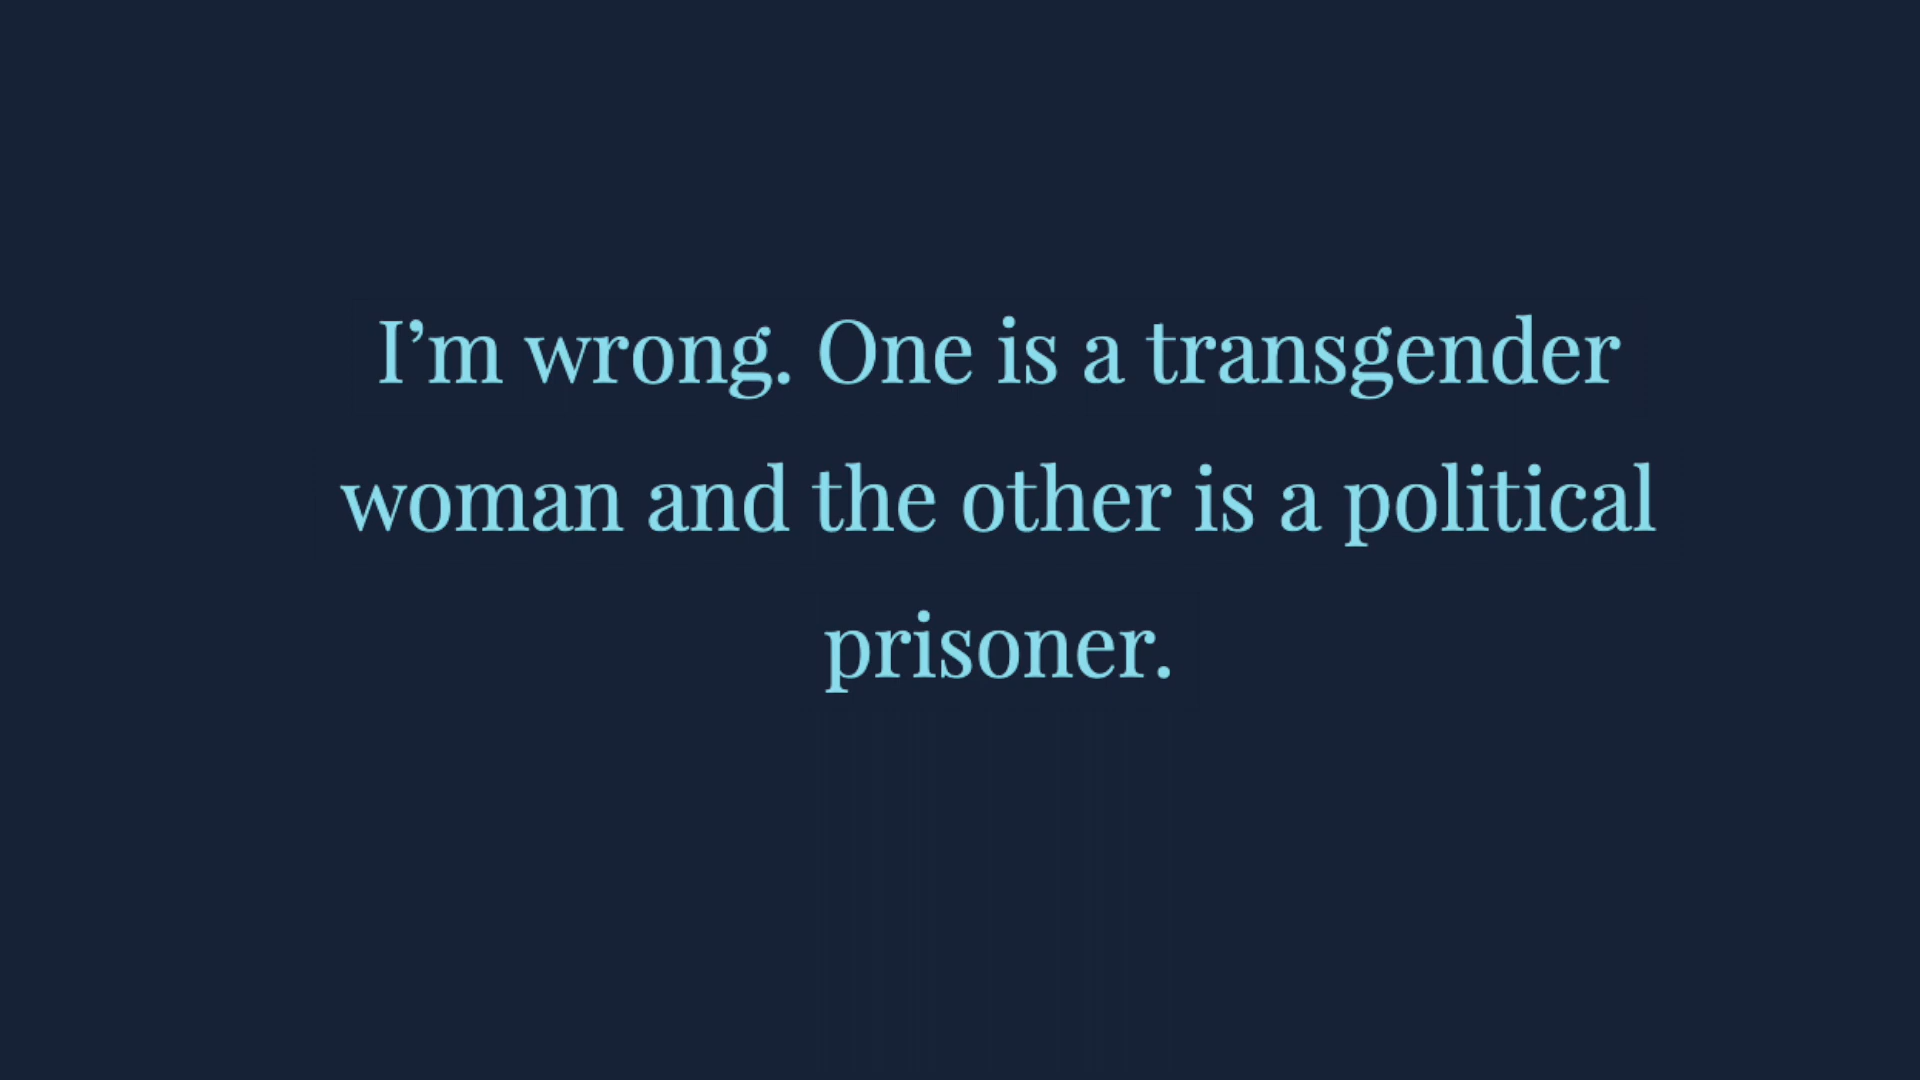 I’m wrong. One is a transgender
woman and the other is a political
prisoner.